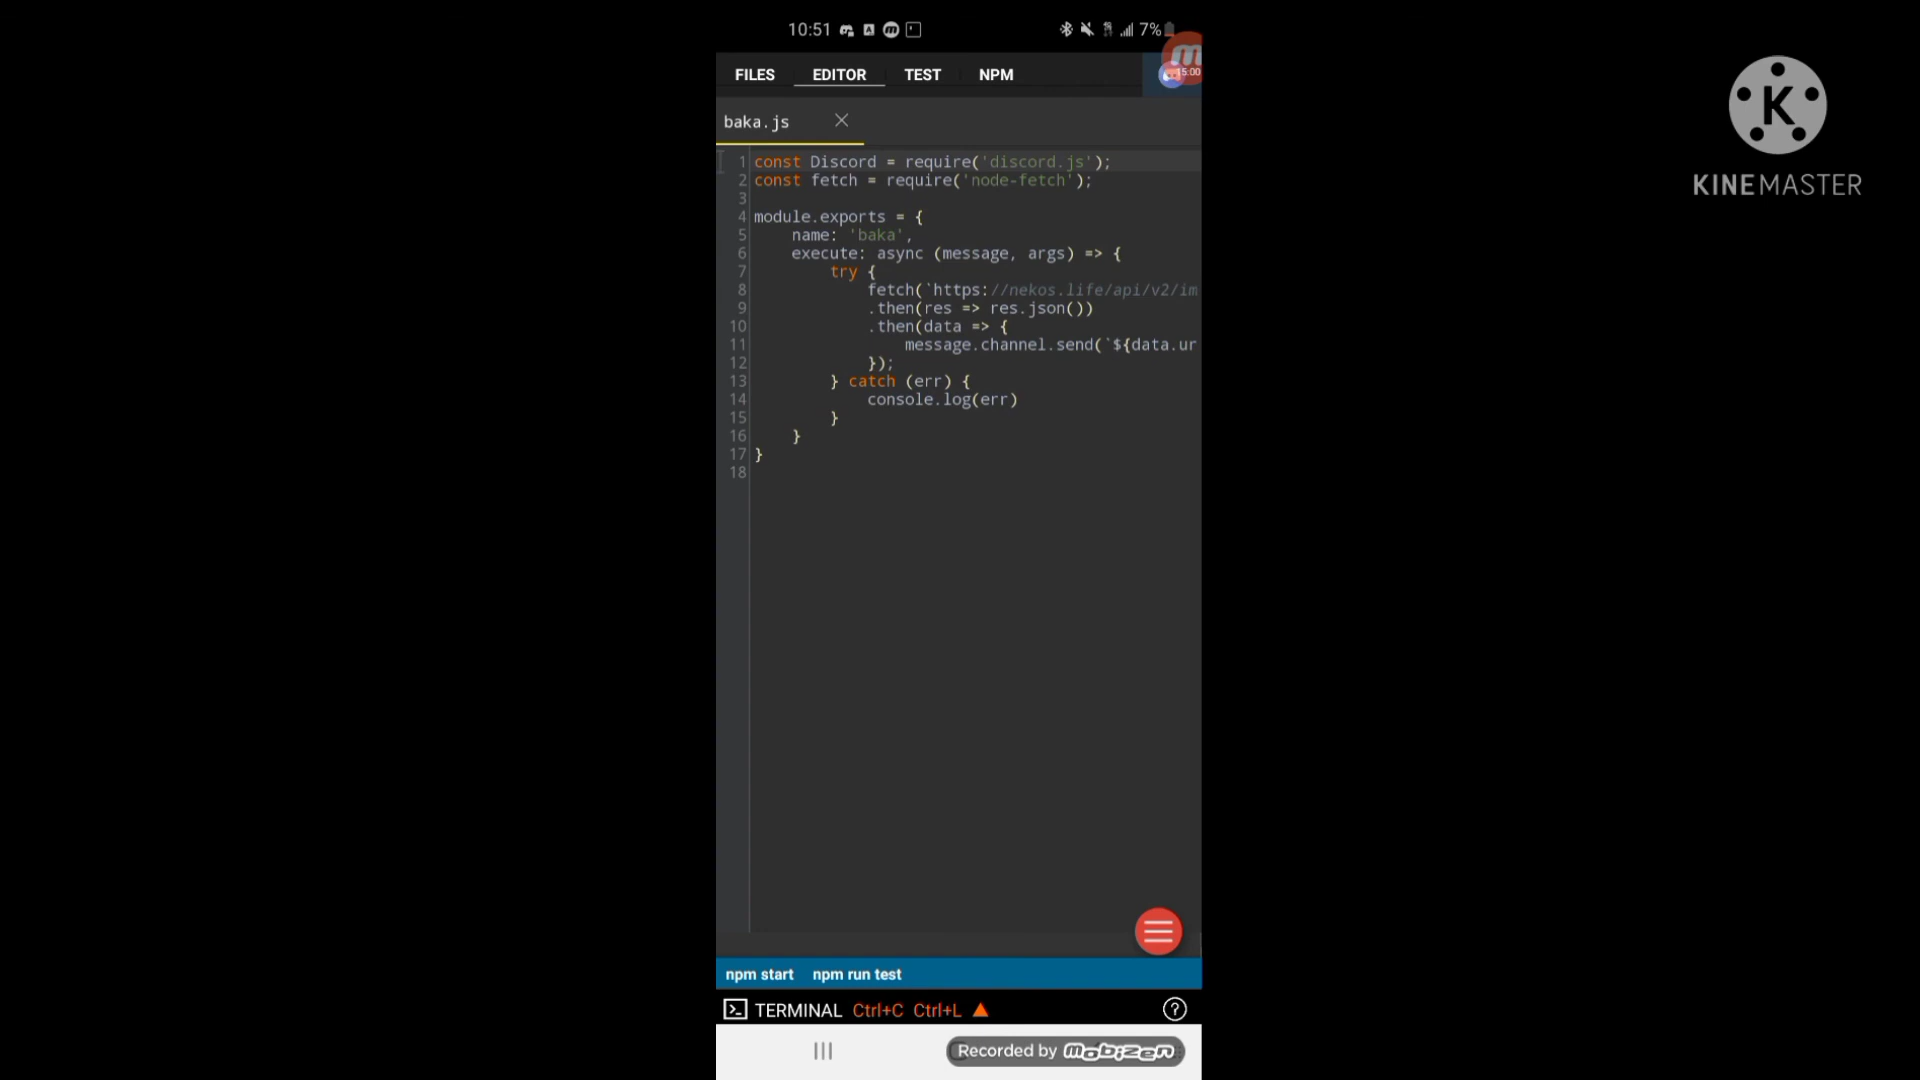 10:51 7%
15:00
FILES EDITOR TEST NPM
baka.js
1 const Discord = require('discord.js');
2 const fetch = require('node-fetch');
3
4 module.exports = {
5 name: 'baka',
6 execute: async (message, args) => {
7 try {
8 fetch(`https://nekos.life/api/v2/im
9 .then(res => res.json())
10 .then(data => {
11 message.channel.send(`${data.ur
12 });
13 } catch (err) {
14 console.log(err)
15 }
16 }
17 }
18
npm start npm run test
TERMINAL Ctrl+C Ctrl+L
Recorded by mobizen
K
KINEMASTER